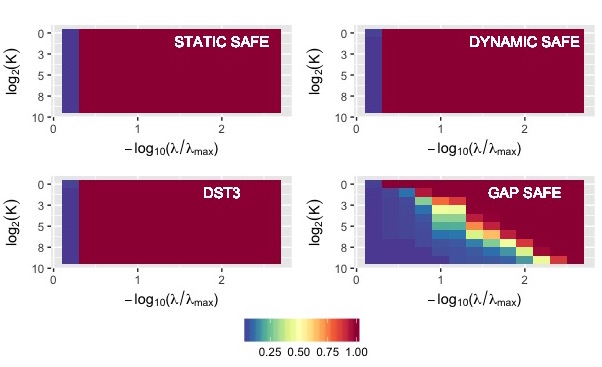 STATIC SAFE
log2(K)
0
3
5
8
10
0
1
2
−log10(λ/λmax)
DYNAMIC SAFE
log2(K)
0
3
5
8
10
0
1
2
−log10(λ/λmax)
DST3
log2(K)
0
3
5
8
10
0
1
2
−log10(λ/λmax)
GAP SAFE
log2(K)
0
3
5
8
10
0
1
2
−log10(λ/λmax)
0.25 0.50 0.75 1.00